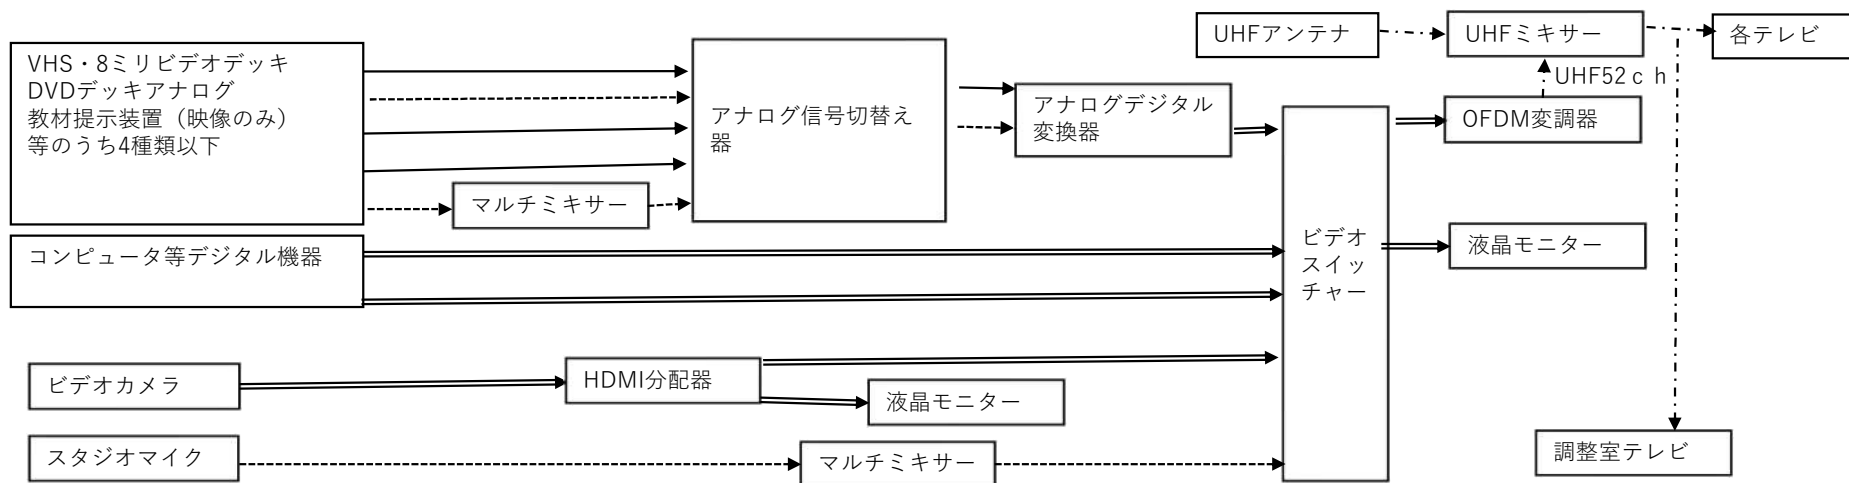 VHS・8ミリビデオデッキ
DVDデッキアナログ
教材提示装置（映像のみ）
等のうち4種類以下
マルチミキサー
アナログ信号切替え
器
アナログデジタル
変換器
UHFアンテナ
UHFミキサー
各テレビ
UHF52ｃｈ
OFDM変調器
コンピュータ等デジタル機器
ビデオ
スイッ
チャー
液晶モニター
ビデオカメラ
HDMI分配器
液晶モニター
スタジオマイク
マルチミキサー
調整室テレビ